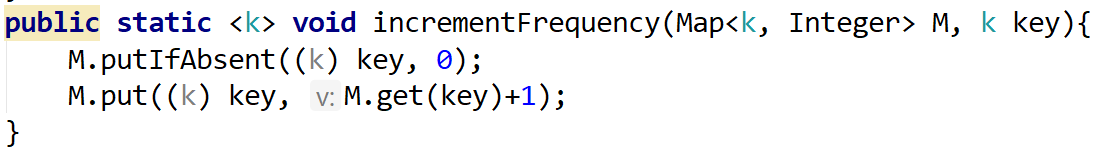 public static <k> void incrementFrequency(Map<k, Integer> M, k key){
    M.putIfAbsent((k) key, 0);
    M.put((k) key, v: M.get(key)+1);
}